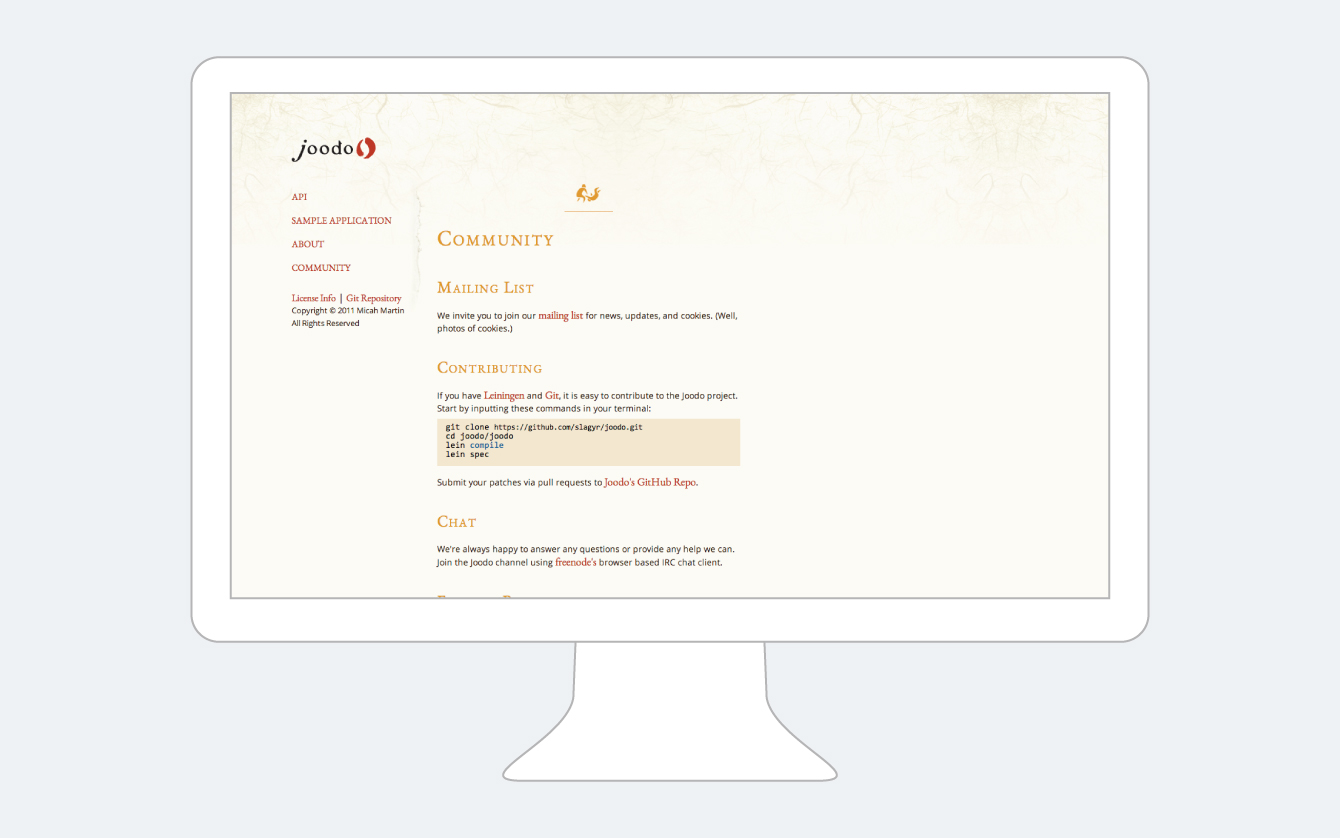 joodo
API
SAMPLE APPLICATION
ABOUT
COMMUNITY
License Info | Git Repository
Copyright © 2011 Micah Martin
All Rights Reserved
Community
Mailing List
We invite you to join our mailing list for news, updates, and cookies. (Well,
photos of cookies.)
Contributing
If you have Leiningen and Git, it is easy to contribute to the Joodo project.
Start by inputting these commands in your terminal:
git clone https://github.com/slagyr/joodo.git
cd joodo/joodo
lein compile
lein spec
Submit your patches via pull requests to Joodo's GitHub Repo.
Chat
We're always happy to answer any questions or provide any help we can.
Join the Joodo channel using freenode's browser based IRC chat client.